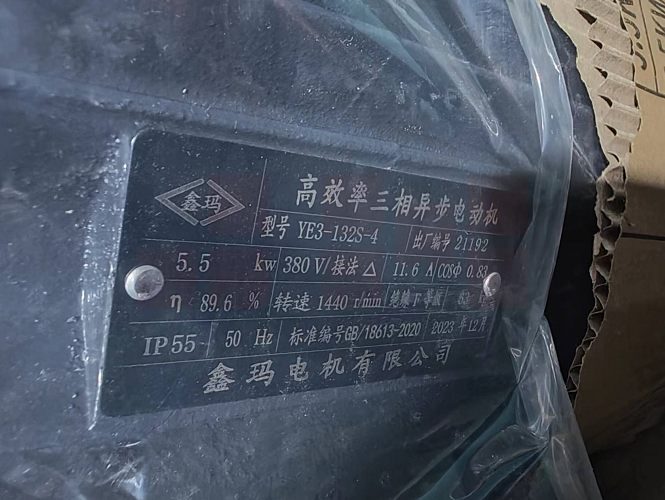 鑫玛
高效率三相异步电动机
型号 YE3-132S-4 出厂编号 21192
5.5 kw 380 V/接法 △ 11.6 A COSΦ 0.83
η 89.6 % 转速 1440 r/min 绝缘 F 等级
IP 55 50 Hz 标准编号GB/18613-2020 2023 年12月
鑫玛电机有限公司